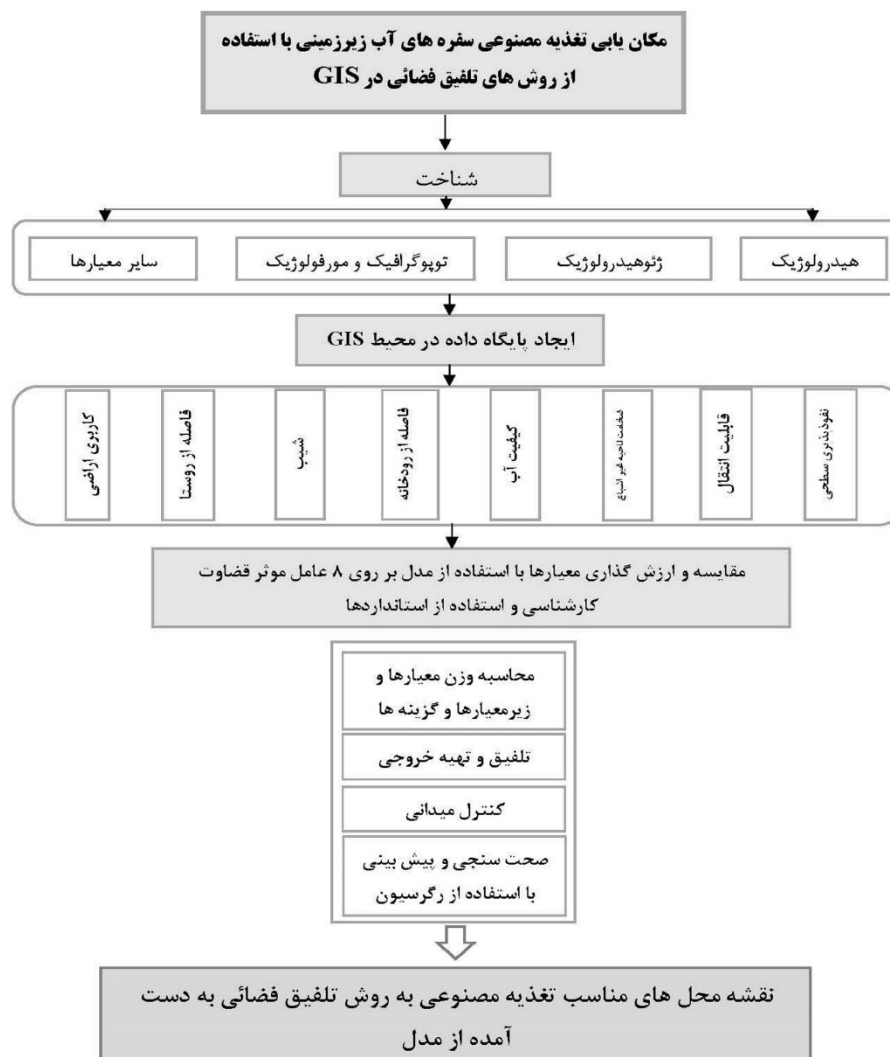 مکان یابی تغذیه مصنوعی سفره های آب زیرزمینی با استفاده
از روش های تلفیق فضائی در GIS
شناخت
هیدرولوژیک
ژئوهیدرولوژیک
توپوگرافیک و مورفولوژیک
سایر معیارها
ایجاد پایگاه داده در محیط GIS
نفوذپذیری سطحی
قابلیت انتقال
ضخامت ناحیه غیر اشباع
کیفیت آب
فاصله از رودخانه
شیب
فاصله از روستا
کاربری اراضی
مقایسه و ارزش گذاری معیارها با استفاده از مدل بر روی ۸ عامل موثر قضاوت
کارشناسی و استفاده از استانداردها
محاسبه وزن معیارها و
زیرمعیارها و گزینه ها
تلفیق و تهیه خروجی
کنترل میدانی
صحت سنجی و پیش بینی
با استفاده از رگرسیون
نقشه محل های مناسب تغذیه مصنوعی به روش تلفیق فضائی به دست
آمده از مدل